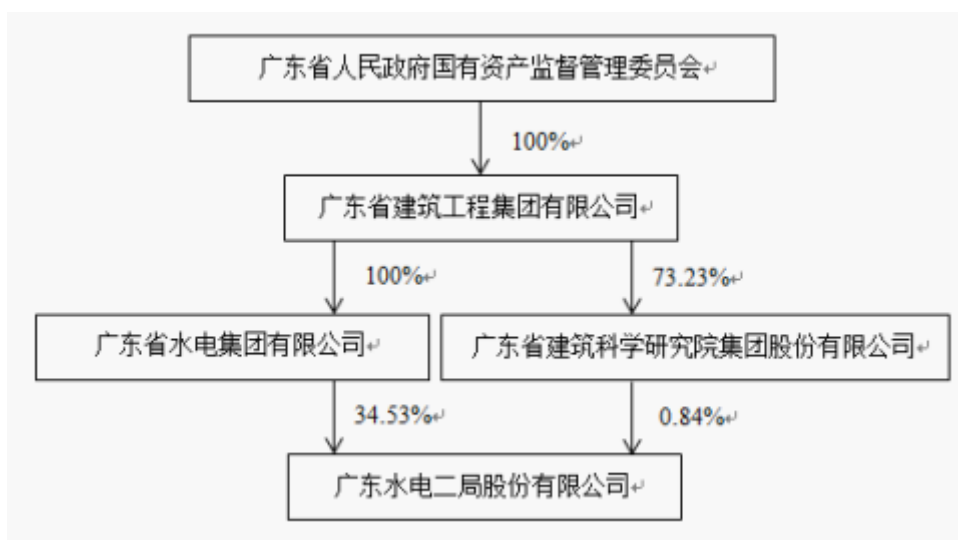 广东省人民政府国有资产监督管理委员会↵
100%↵
广东省建筑工程集团有限公司↵
100%↵
73.23%↵
广东省水电集团有限公司↵
广东省建筑科学研究院集团股份有限公司↵
34.53%↵
0.84%↵
广东水电二局股份有限公司↵